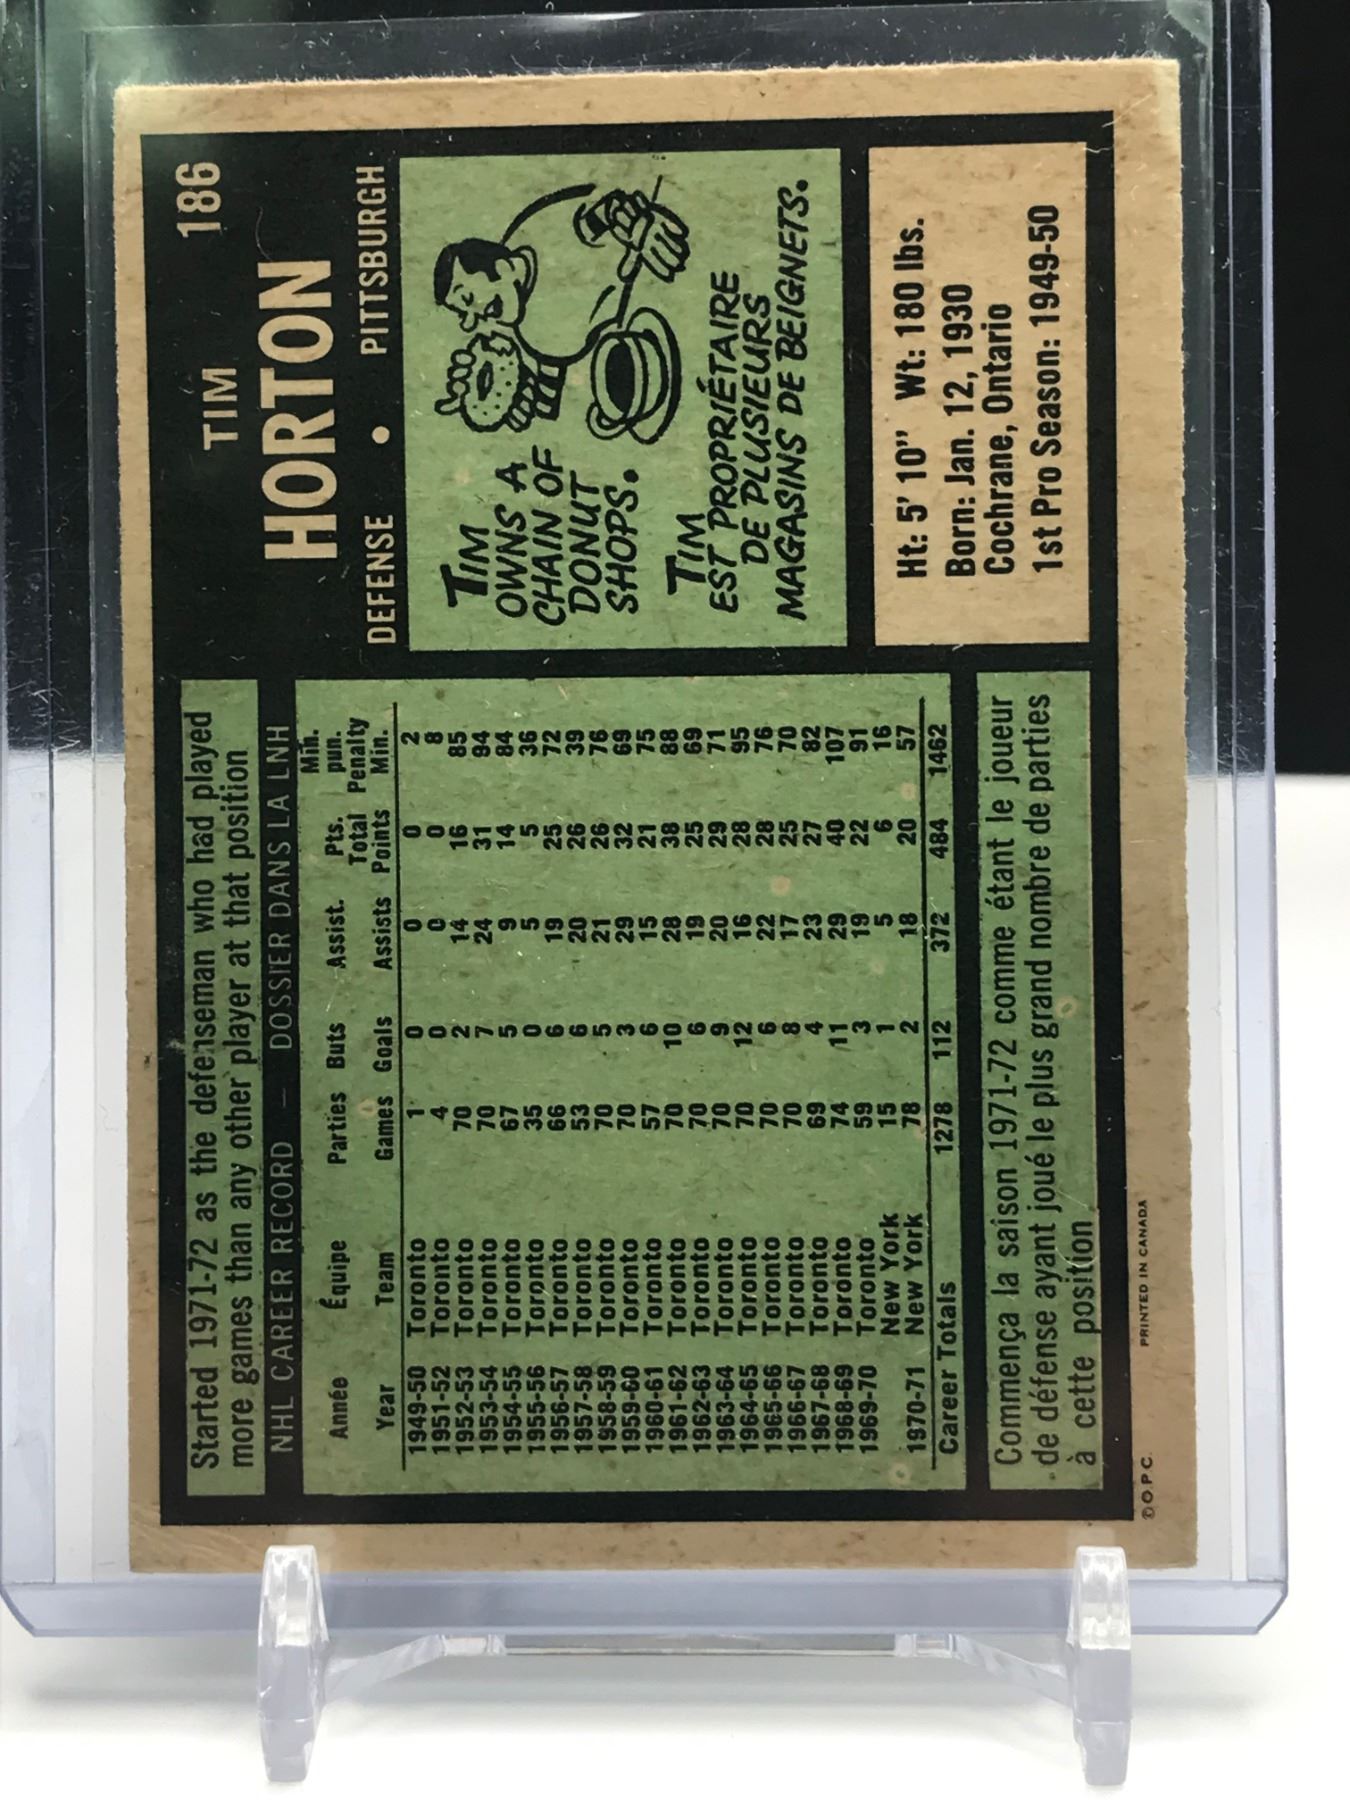 Started 1971-72 as the defenseman who had played
more games than any other player at that position
NHL CAREER RECORD — DOSSIER DANS LA LNH
Année Équipe Parties Buts Assist. Pts. Total Min. pun. Penalty
Year Team Games Goals Assists Points Min.
1949-50 Toronto 1 0 0 0 2
1951-52 Toronto 4 0 0 0 8
1952-53 Toronto 70 2 14 16 85
1953-54 Toronto 70 7 24 31 94
1954-55 Toronto 67 5 9 14 84
1955-56 Toronto 35 0 5 5 36
1956-57 Toronto 66 6 19 25 72
1957-58 Toronto 53 6 20 26 39
1958-59 Toronto 70 5 21 26 76
1959-60 Toronto 70 3 29 32 69
1960-61 Toronto 57 6 15 21 75
1961-62 Toronto 70 10 28 38 88
1962-63 Toronto 70 6 19 25 69
1963-64 Toronto 70 9 20 29 71
1964-65 Toronto 70 12 16 28 95
1965-66 Toronto 70 6 22 28 76
1966-67 Toronto 70 8 17 25 70
1967-68 Toronto 69 4 23 27 82
1968-69 Toronto 74 11 29 40 107
1969-70 Toronto 59 3 19 22 91
New York 15 1 5 6 16
1970-71 New York 78 2 18 20 57
Career Totals 1278 112 372 484 1462
Commença la saison 1971-72 comme étant le joueur
de défense ayant joué le plus grand nombre de parties
à cette position
TIM 186
HORTON
DEFENSE • PITTSBURGH
TIM
OWNS A
CHAIN OF
DONUT
SHOPS.
TIM
EST PROPRIÉTAIRE
DE PLUSIEURS
MAGASINS DE BEIGNETS.
Ht: 5' 10" Wt: 180 lbs.
Born: Jan. 12, 1930
Cochrane, Ontario
1st Pro Season: 1949-50
© O.P.C. PRINTED IN CANADA